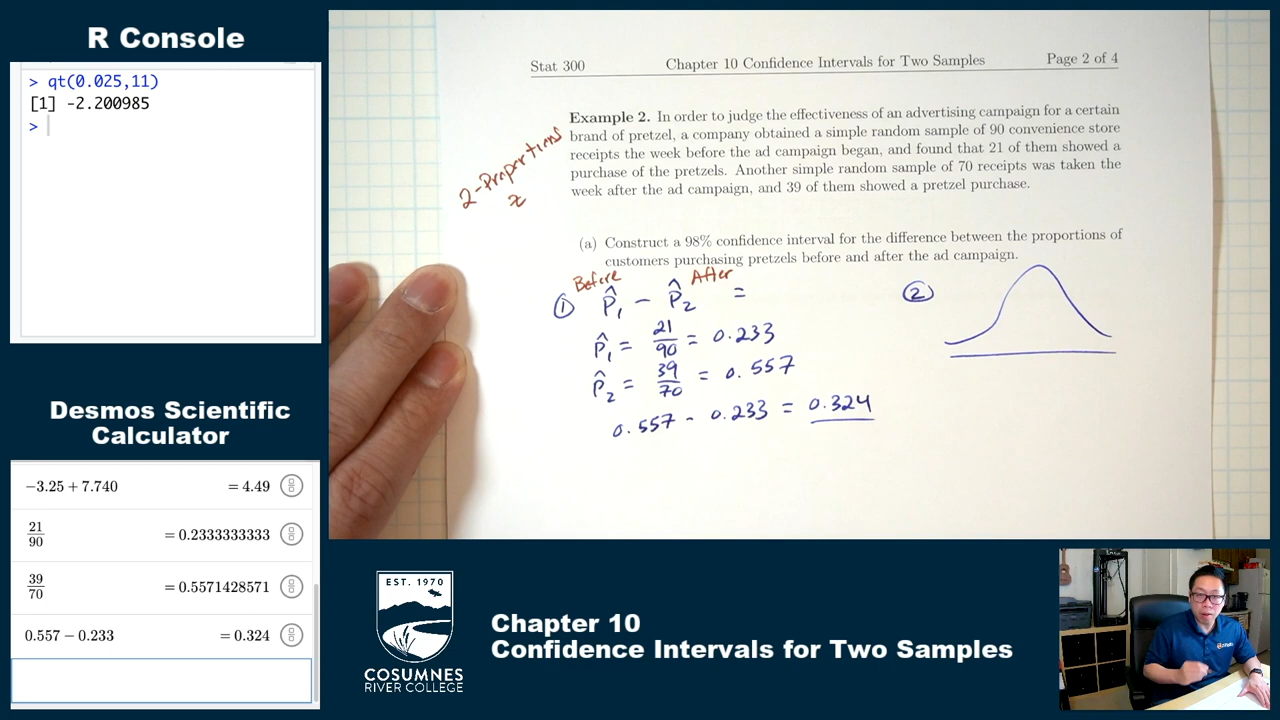 R Console
> qt(0.025,11)
[1] -2.200985
>
Desmos Scientific
Calculator
−3.25 + 7.740 = 4.49
21/90 = 0.2333333333
39/70 = 0.5571428571
0.557 − 0.233 = 0.324
Stat 300 Chapter 10 Confidence Intervals for Two Samples Page 2 of 4
2-Proportions
z
Example 2. In order to judge the effectiveness of an advertising campaign for a certain
brand of pretzel, a company obtained a simple random sample of 90 convenience store
receipts the week before the ad campaign began, and found that 21 of them showed a
purchase of the pretzels. Another simple random sample of 70 receipts was taken the
week after the ad campaign, and 39 of them showed a pretzel purchase.
(a) Construct a 98% confidence interval for the difference between the proportions of
customers purchasing pretzels before and after the ad campaign.
Before After
① p̂₁ − p̂₂ =
p̂₁ = 21/90 = 0.233
p̂₂ = 39/70 = 0.557
0.557 - 0.233 = 0.324
②
EST. 1970
COSUMNES
RIVER COLLEGE
Chapter 10
Confidence Intervals for Two Samples